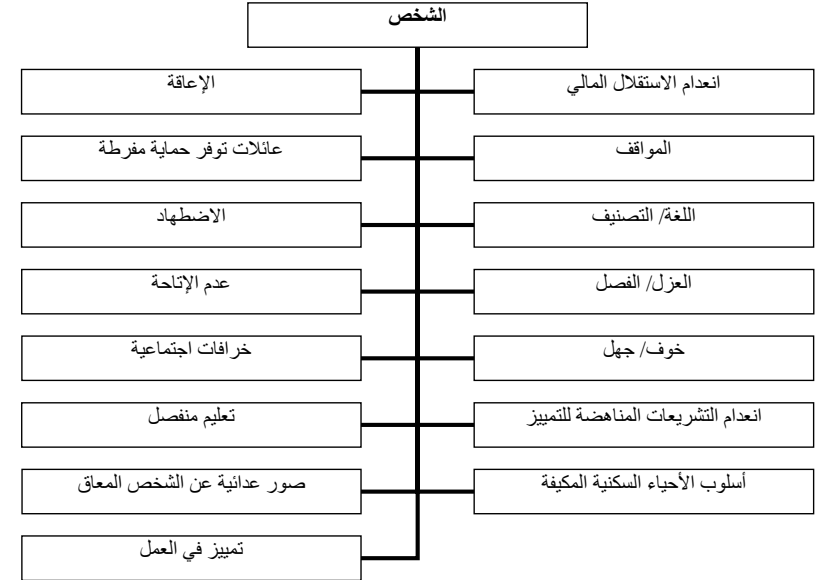 الشخص
انعدام الاستقلال المالي
الإعاقة
المواقف
عائلات توفر حماية مفرطة
اللغة/ التصنيف
الاضطهاد
العزل/ الفصل
عدم الإتاحة
خوف/ جهل
خرافات اجتماعية
انعدام التشريعات المناهضة للتمييز
تعليم منفصل
أسلوب الأحياء السكنية المكيفة
صور عدائية عن الشخص المعاق
تمييز في العمل